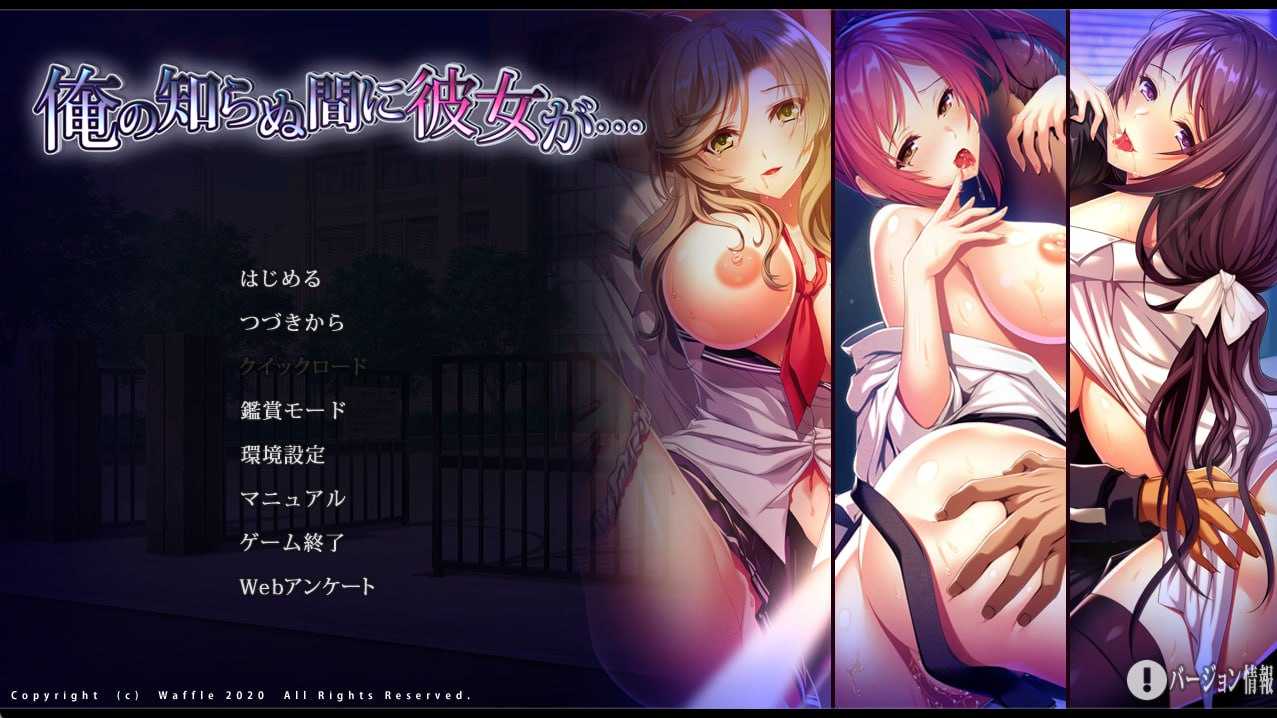 俺の知らぬ間に彼女が…
はじめる
つづきから
クイックロード
鑑賞モード
環境設定
マニュアル
ゲーム終了
Webアンケート
Copyright (c) Waffle 2020 All Rights Reserved.
バージョン情報